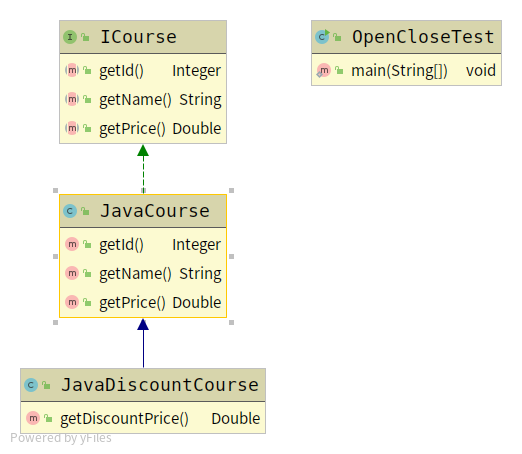 ICourse
getId() Integer
getName() String
getPrice() Double
OpenCloseTest
main(String[]) void
JavaCourse
getId() Integer
getName() String
getPrice() Double
JavaDiscountCourse
getDiscountPrice() Double
Powered by yFiles